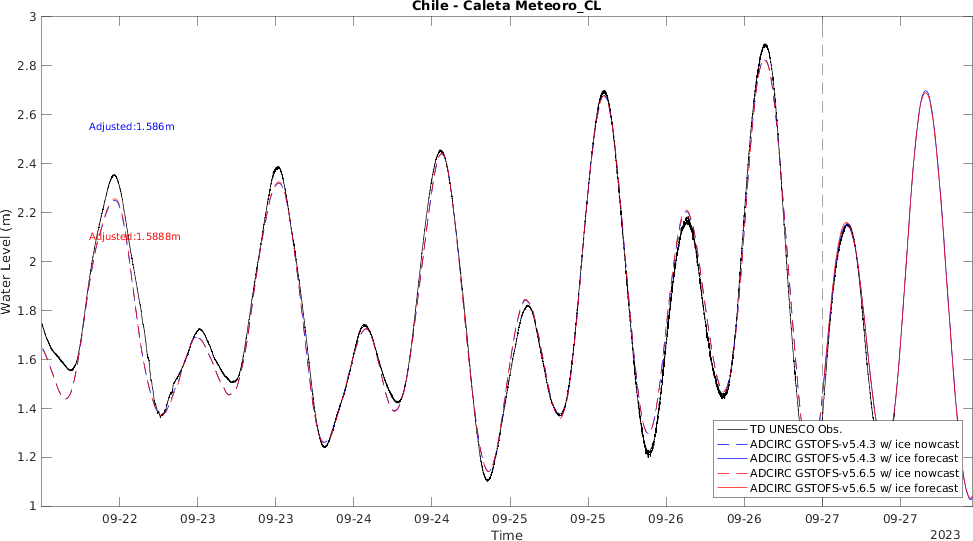 Chile - Caleta Meteoro_CL
3
2.8
2.6
2.4
2.2
2
1.8
1.6
1.4
1.2
1
Water Level (m)
Adjusted:1.586m
Adjusted:1.5888m
TD UNESCO Obs.
ADCIRC GSTOFS-v5.4.3 w/ ice nowcast
ADCIRC GSTOFS-v5.4.3 w/ ice forecast
ADCIRC GSTOFS-v5.6.5 w/ ice nowcast
ADCIRC GSTOFS-v5.6.5 w/ ice forecast
09-22 09-23 09-23 09-24 09-24 09-25 09-25 09-26 09-26 09-27 09-27
Time
2023